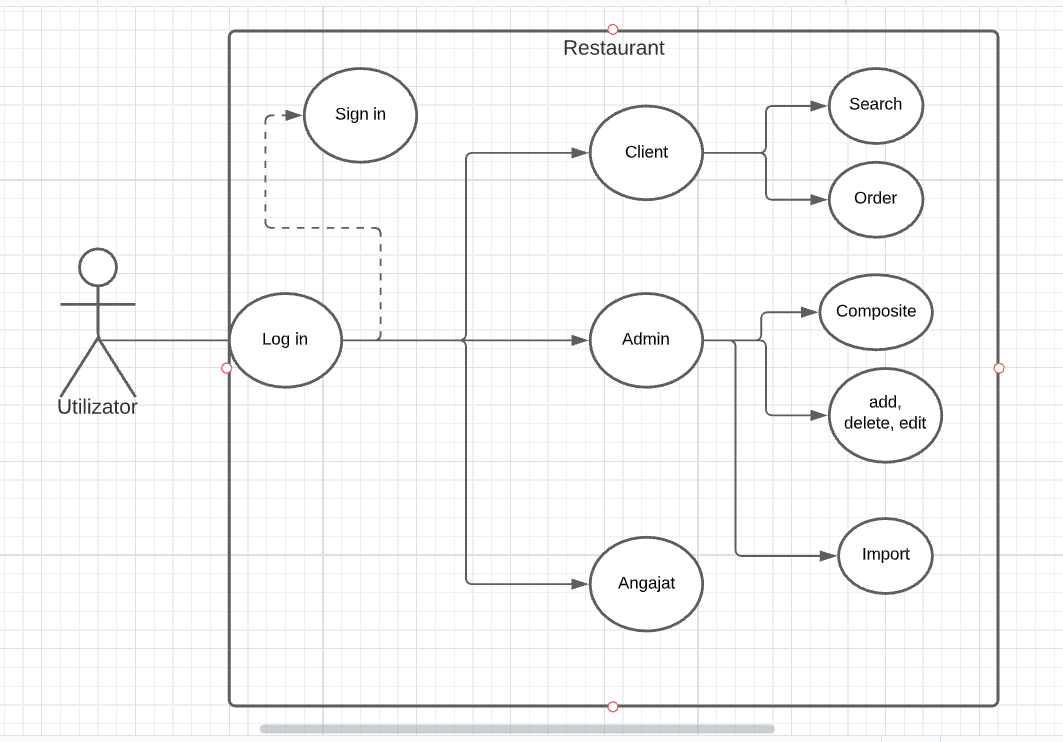 Restaurant
Sign in
Search
Client
Order
Composite
Log in
Admin
add,
delete, edit
Utilizator
Import
Angajat